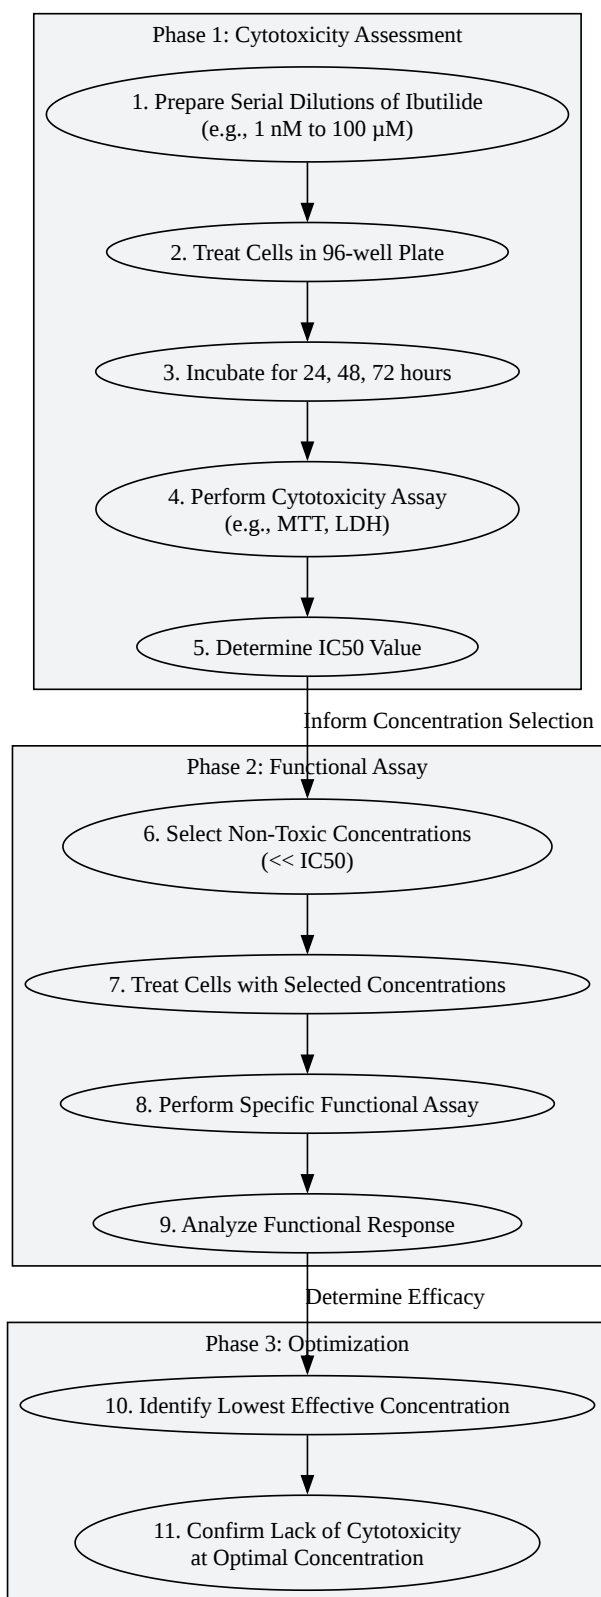 Phase 1: Cytotoxicity Assessment
1. Prepare Serial Dilutions of Ibutilide
(e.g., 1 nM to 100 µM)
2. Treat Cells in 96-well Plate
3. Incubate for 24, 48, 72 hours
4. Perform Cytotoxicity Assay
(e.g., MTT, LDH)
5. Determine IC50 Value
Inform Concentration Selection
Phase 2: Functional Assay
6. Select Non-Toxic Concentrations
(<< IC50)
7. Treat Cells with Selected Concentrations
8. Perform Specific Functional Assay
9. Analyze Functional Response
Determine Efficacy
Phase 3: Optimization
10. Identify Lowest Effective Concentration
11. Confirm Lack of Cytotoxicity
at Optimal Concentration